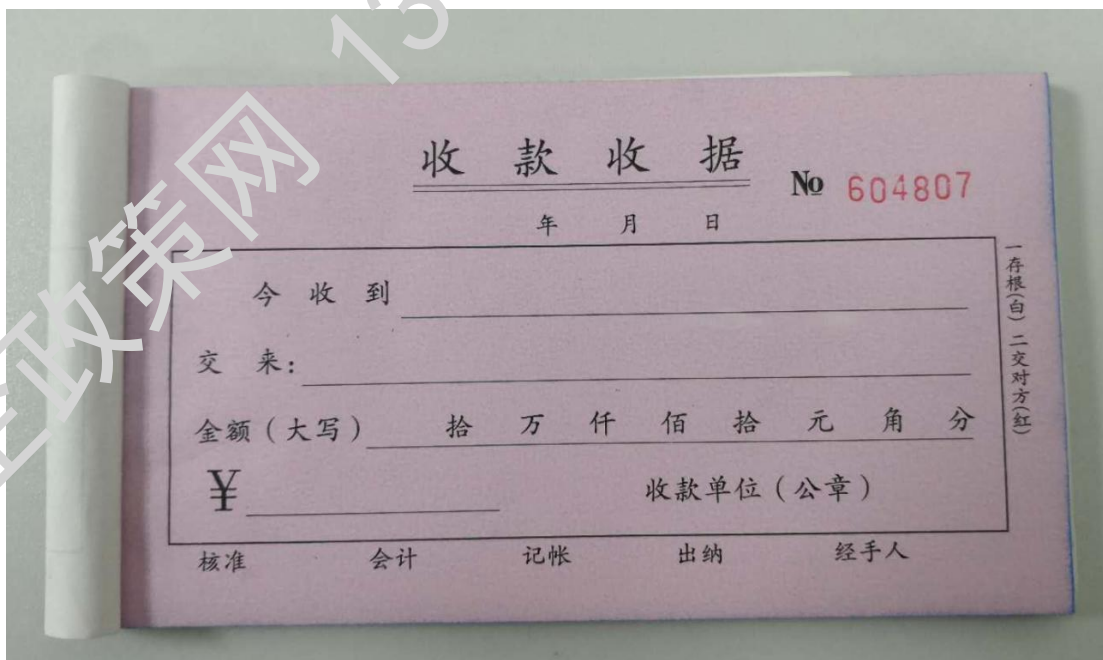 收款收据
№ 604807
年 月 日
今收到
交来:
金额(大写) 拾 万 仟 佰 拾 元 角 分
¥
收款单位(公章)
核准 会计 记帐 出纳 经手人
一存根(白) 二交对方(红)
政策网 13